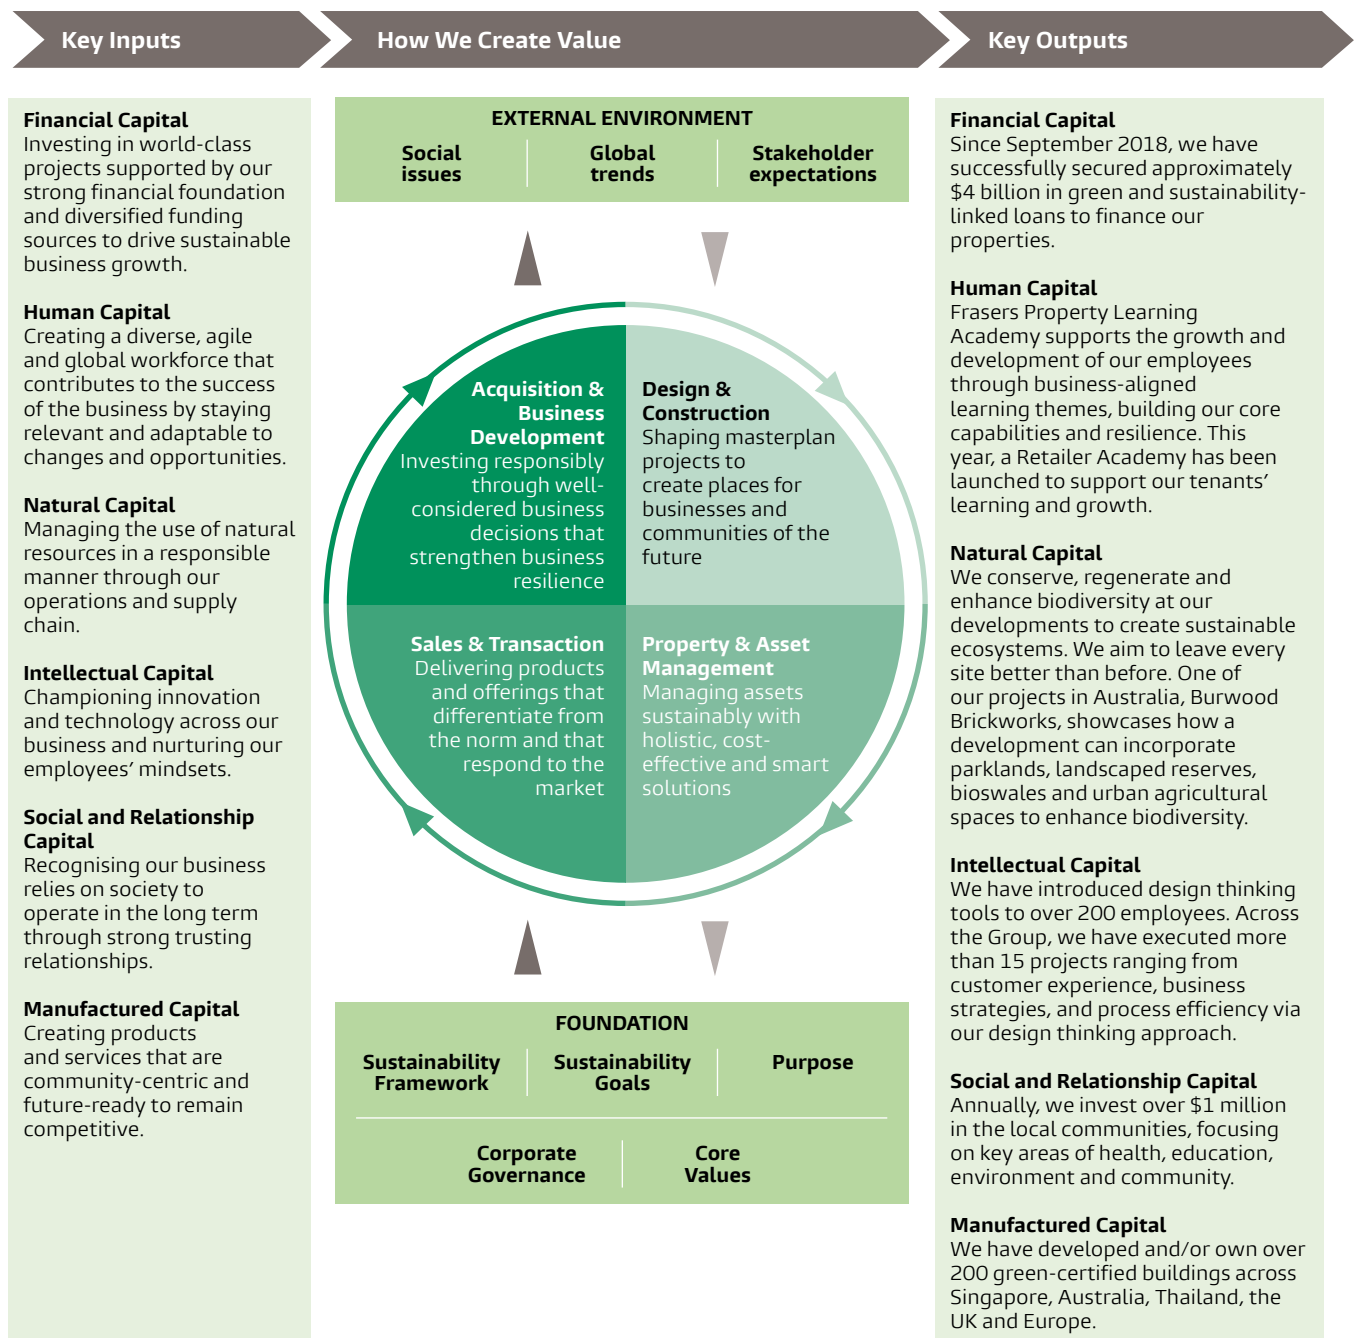 Key Inputs
How We Create Value
Key Outputs
Financial Capital
Investing in world-class
projects supported by our
strong financial foundation
and diversified funding
sources to drive sustainable
business growth.
Human Capital
Creating a diverse, agile
and global workforce that
contributes to the success
of the business by staying
relevant and adaptable to
changes and opportunities.
Natural Capital
Managing the use of natural
resources in a responsible
manner through our
operations and supply
chain.
Intellectual Capital
Championing innovation
and technology across our
business and nurturing our
employees’ mindsets.
Social and Relationship
Capital
Recognising our business
relies on society to
operate in the long term
through strong trusting
relationships.
Manufactured Capital
Creating products
and services that are
community-centric and
future-ready to remain
competitive.
EXTERNAL ENVIRONMENT
Social
issues
Global
trends
Stakeholder
expectations
Acquisition &
Business
Development
Investing responsibly
through well-
considered business
decisions that
strengthen business
resilience
Design &
Construction
Shaping masterplan
projects to
create places for
businesses and
communities of the
future
Sales & Transaction
Delivering products
and offerings that
differentiate from
the norm and that
respond to the
market
Property & Asset
Management
Managing assets
sustainably with
holistic, cost-
effective and smart
solutions
FOUNDATION
Sustainability
Framework
Sustainability
Goals
Purpose
Corporate
Governance
Core
Values
Financial Capital
Since September 2018, we have
successfully secured approximately
$4 billion in green and sustainability-
linked loans to finance our
properties.
Human Capital
Frasers Property Learning
Academy supports the growth and
development of our employees
through business-aligned
learning themes, building our core
capabilities and resilience. This
year, a Retailer Academy has been
launched to support our tenants’
learning and growth.
Natural Capital
We conserve, regenerate and
enhance biodiversity at our
developments to create sustainable
ecosystems. We aim to leave every
site better than before. One of
our projects in Australia, Burwood
Brickworks, showcases how a
development can incorporate
parklands, landscaped reserves,
bioswales and urban agricultural
spaces to enhance biodiversity.
Intellectual Capital
We have introduced design thinking
tools to over 200 employees. Across
the Group, we have executed more
than 15 projects ranging from
customer experience, business
strategies, and process efficiency via
our design thinking approach.
Social and Relationship Capital
Annually, we invest over $1 million
in the local communities, focusing
on key areas of health, education,
environment and community.
Manufactured Capital
We have developed and/or own over
200 green-certified buildings across
Singapore, Australia, Thailand, the
UK and Europe.